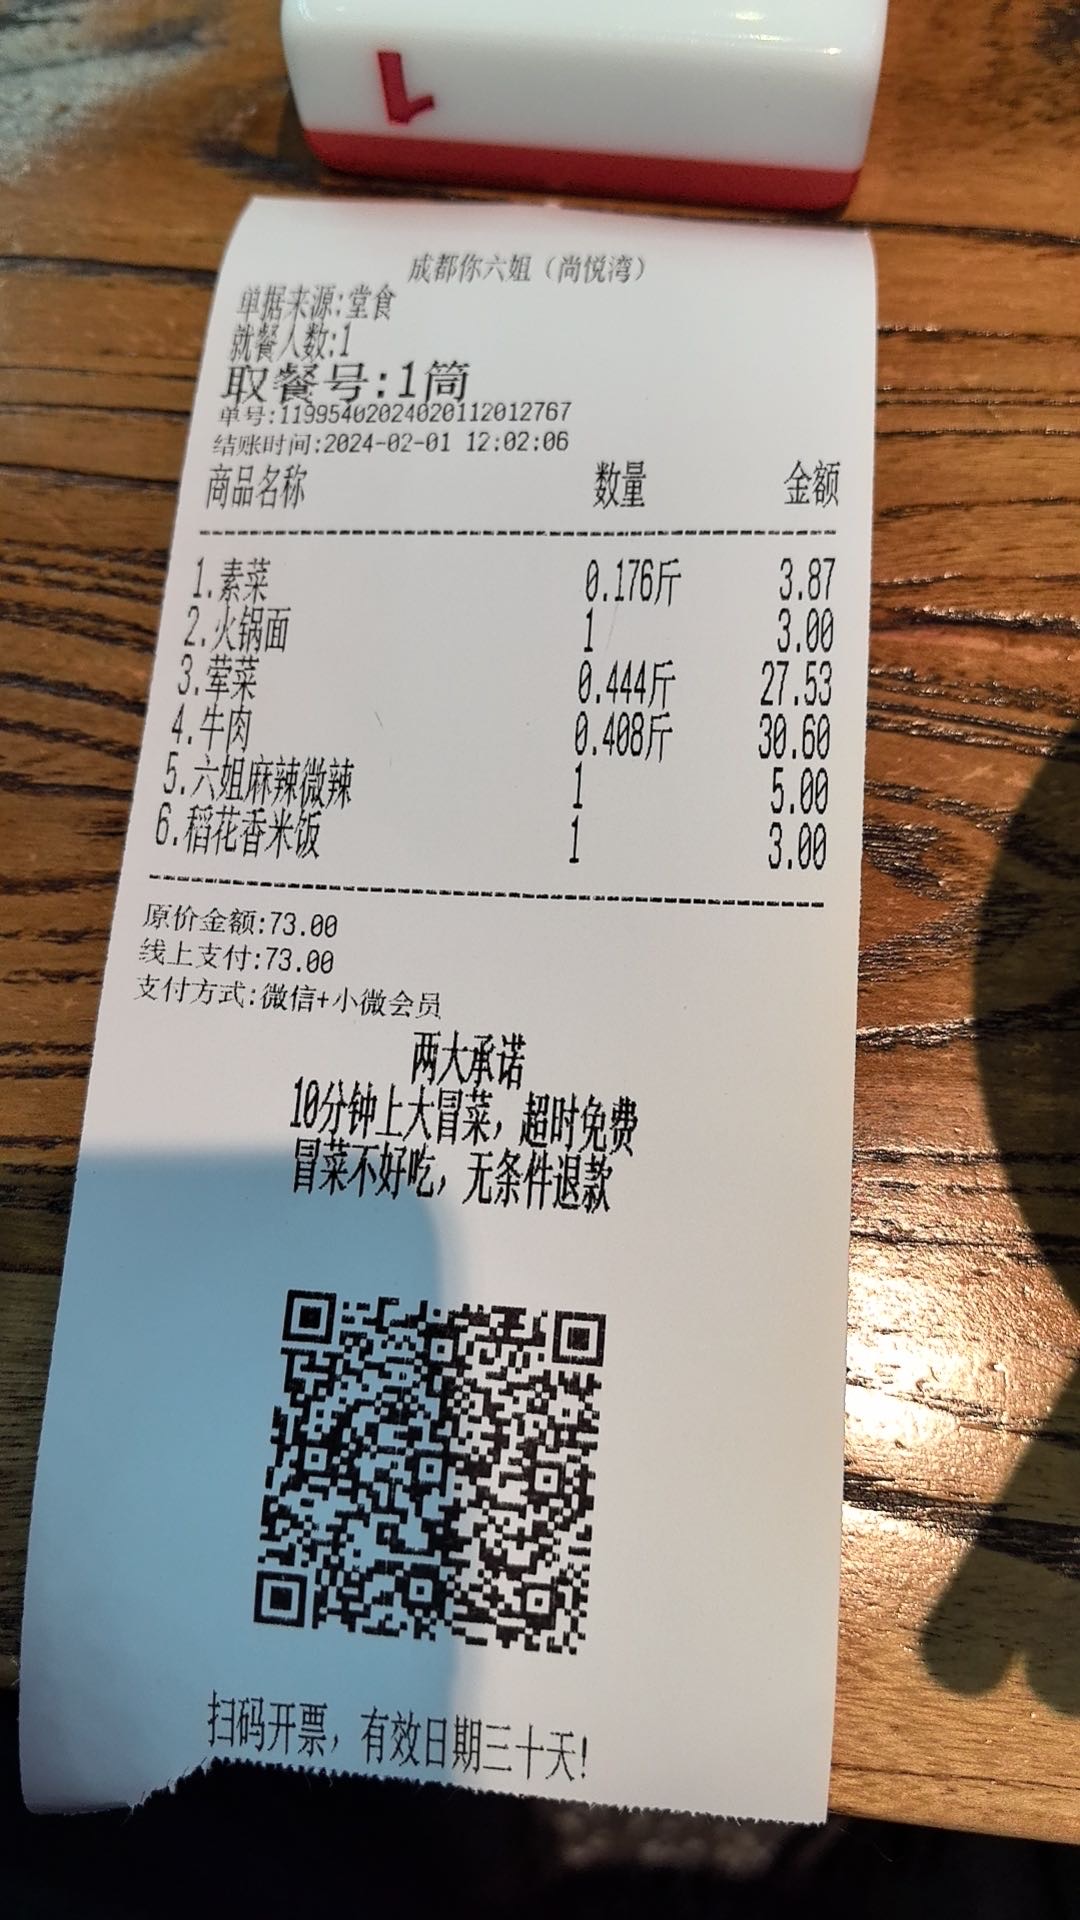 1
成都你六姐（尚悦湾）
单据来源:堂食
就餐人数:1
取餐号:1筒
单号:11995402024020112012767
结账时间:2024-02-01 12:02:06
商品名称 数量 金额
1.素菜 0.176斤 3.87
2.火锅面 1 3.00
3.荤菜 0.444斤 27.53
4.牛肉 0.408斤 30.60
5.六姐麻辣微辣 1 5.00
6.稻花香米饭 1 3.00
原价金额:73.00
线上支付:73.00
支付方式:微信+小微会员
两大承诺
10分钟上大冒菜，超时免费
冒菜不好吃，无条件退款
扫码开票，有效日期三十天!